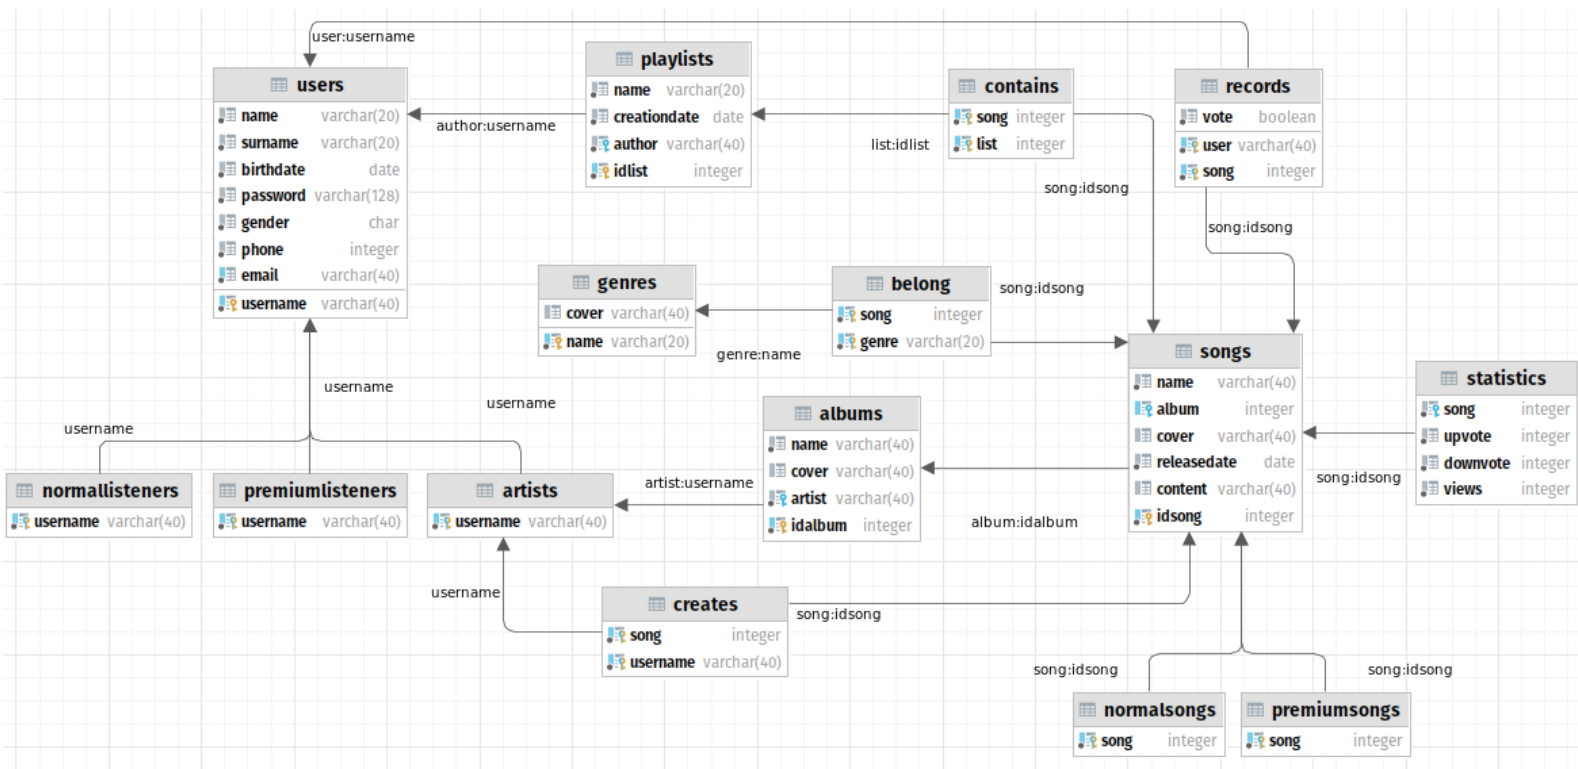 user:username
users
name varchar(20)
surname varchar(20)
birthdate date
password varchar(128)
gender char
phone integer
email varchar(40)
username varchar(40)
playlists
name varchar(20)
creationdate date
author varchar(40)
idlist integer
author:username
contains
song integer
list integer
list:idlist
song:idsong
records
vote boolean
user varchar(40)
song integer
song:idsong
genres
cover varchar(40)
name varchar(20)
genre:name
belong
song integer
genre varchar(20)
song:idsong
songs
name varchar(40)
album integer
cover varchar(40)
releasedate date
content varchar(40)
idsong integer
statistics
song integer
upvote integer
downvote integer
views integer
song:idsong
username
username
username
normallisteners
username varchar(40)
premiumlisteners
username varchar(40)
artists
username varchar(40)
artist:username
albums
name varchar(40)
cover varchar(40)
artist varchar(40)
idalbum integer
album:idalbum
username
creates
song integer
username varchar(40)
song:idsong
song:idsong
song:idsong
normalsongs
song integer
premiumsongs
song integer